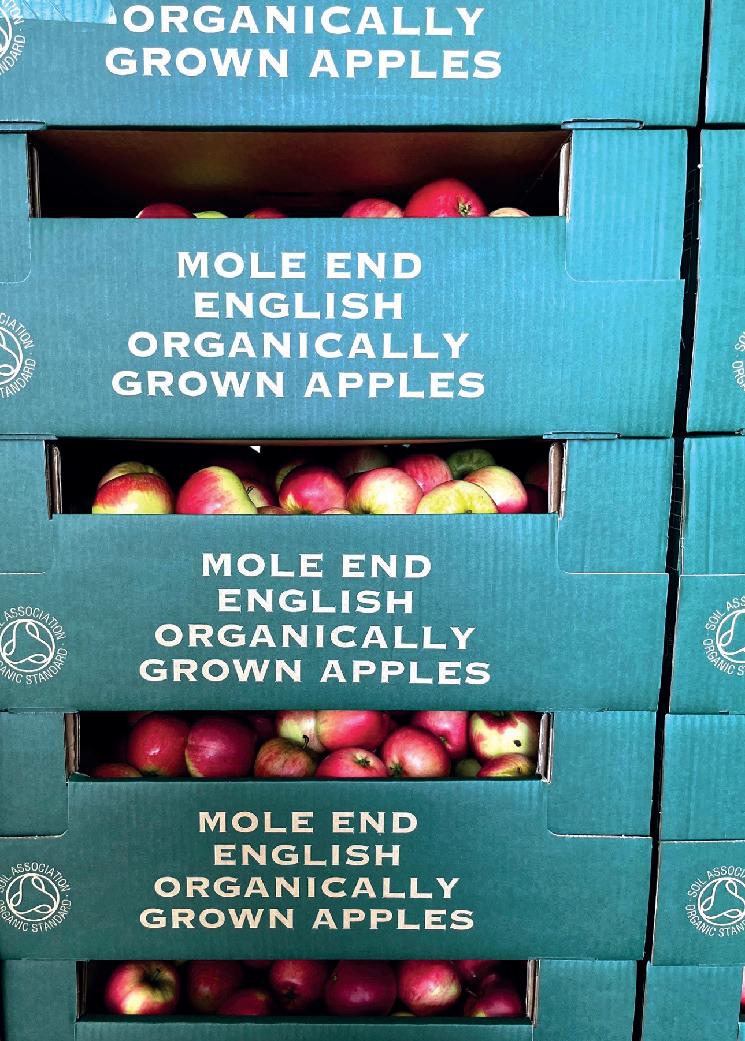 ORGANICALLY
GROWN APPLES
MOLE END
ENGLISH
ORGANICALLY
GROWN APPLES
MOLE END
ENGLISH
ORGANICALLY
GROWN APPLES
SOIL ASSOCIATION
ORGANIC STANDARD
MOLE END
ENGLISH
ORGANICALLY
GROWN APPLES
SOIL ASSOCIATION
ORGANIC STANDARD
SOIL ASSOCIATION
ORGANIC STANDARD